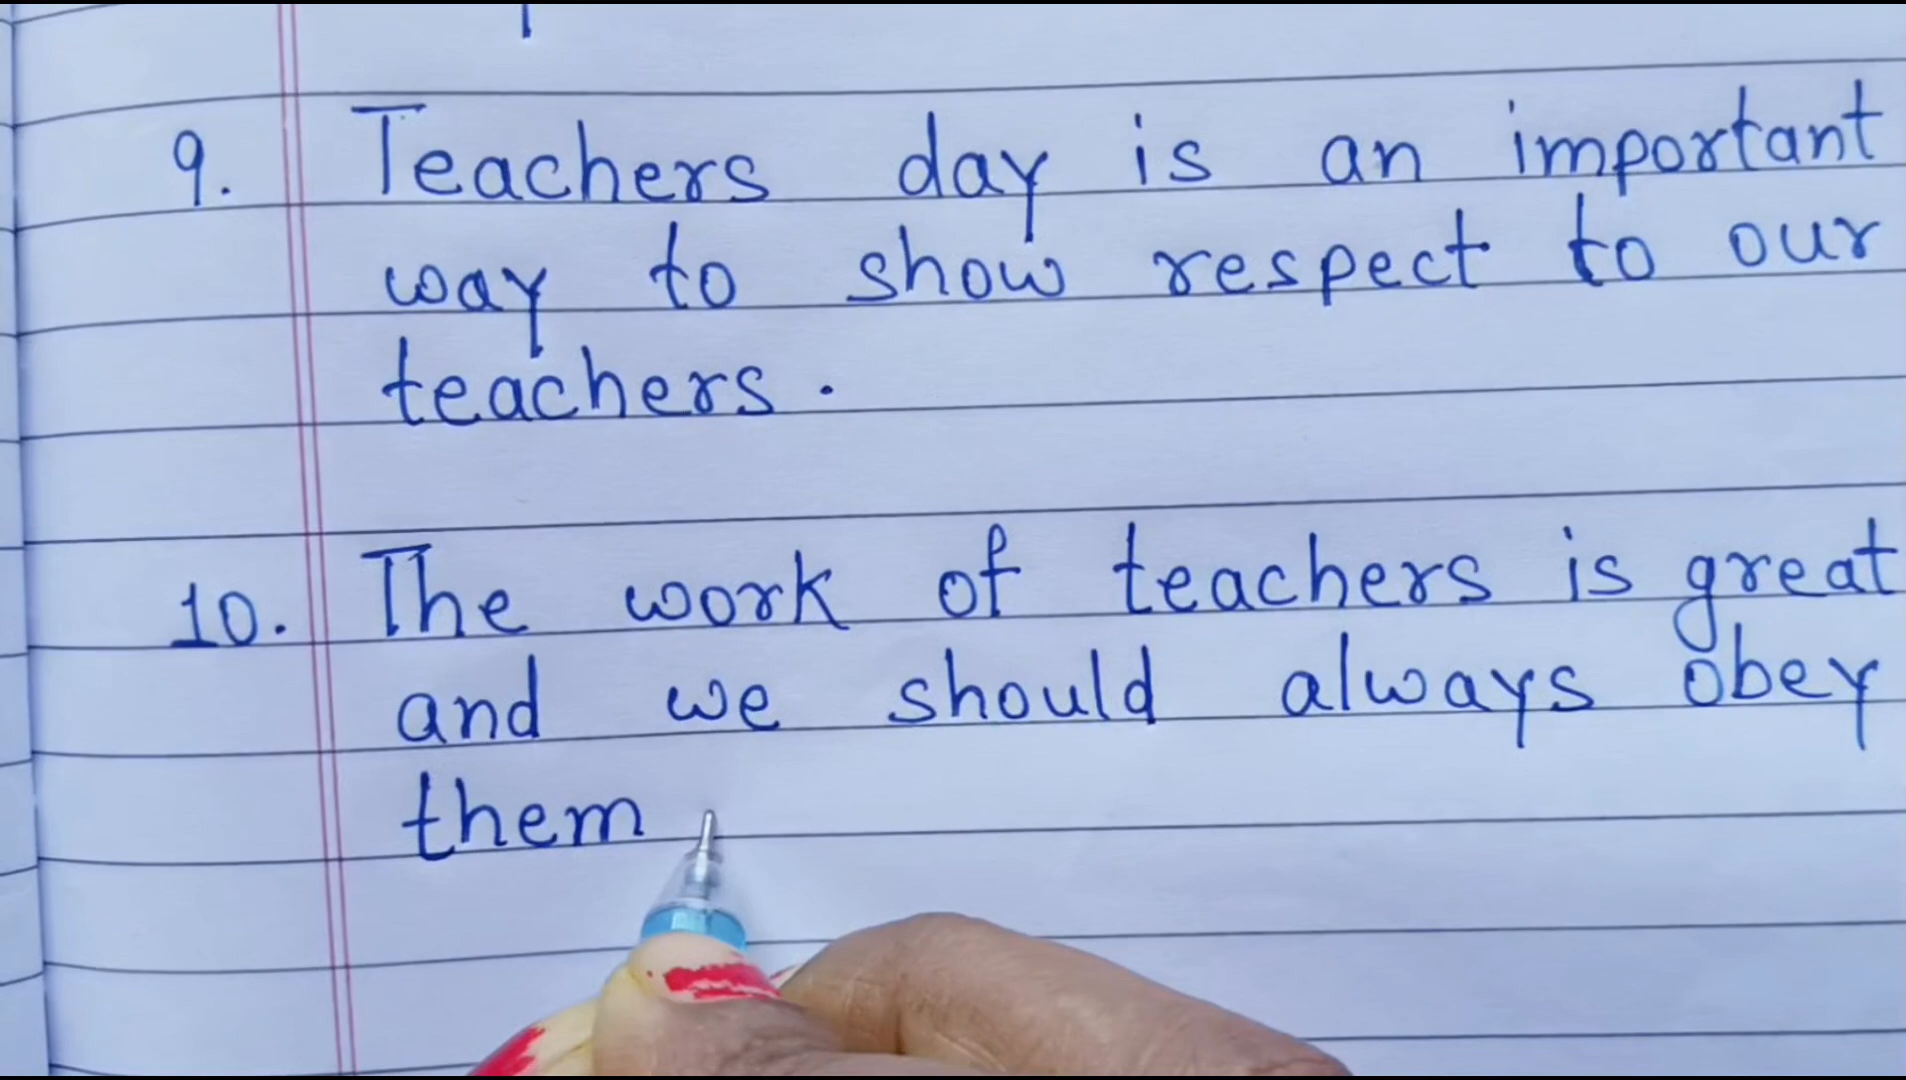 9. Teachers day is an important
way to show respect to our
teachers.
10. The work of teachers is great
and we should always obey
them